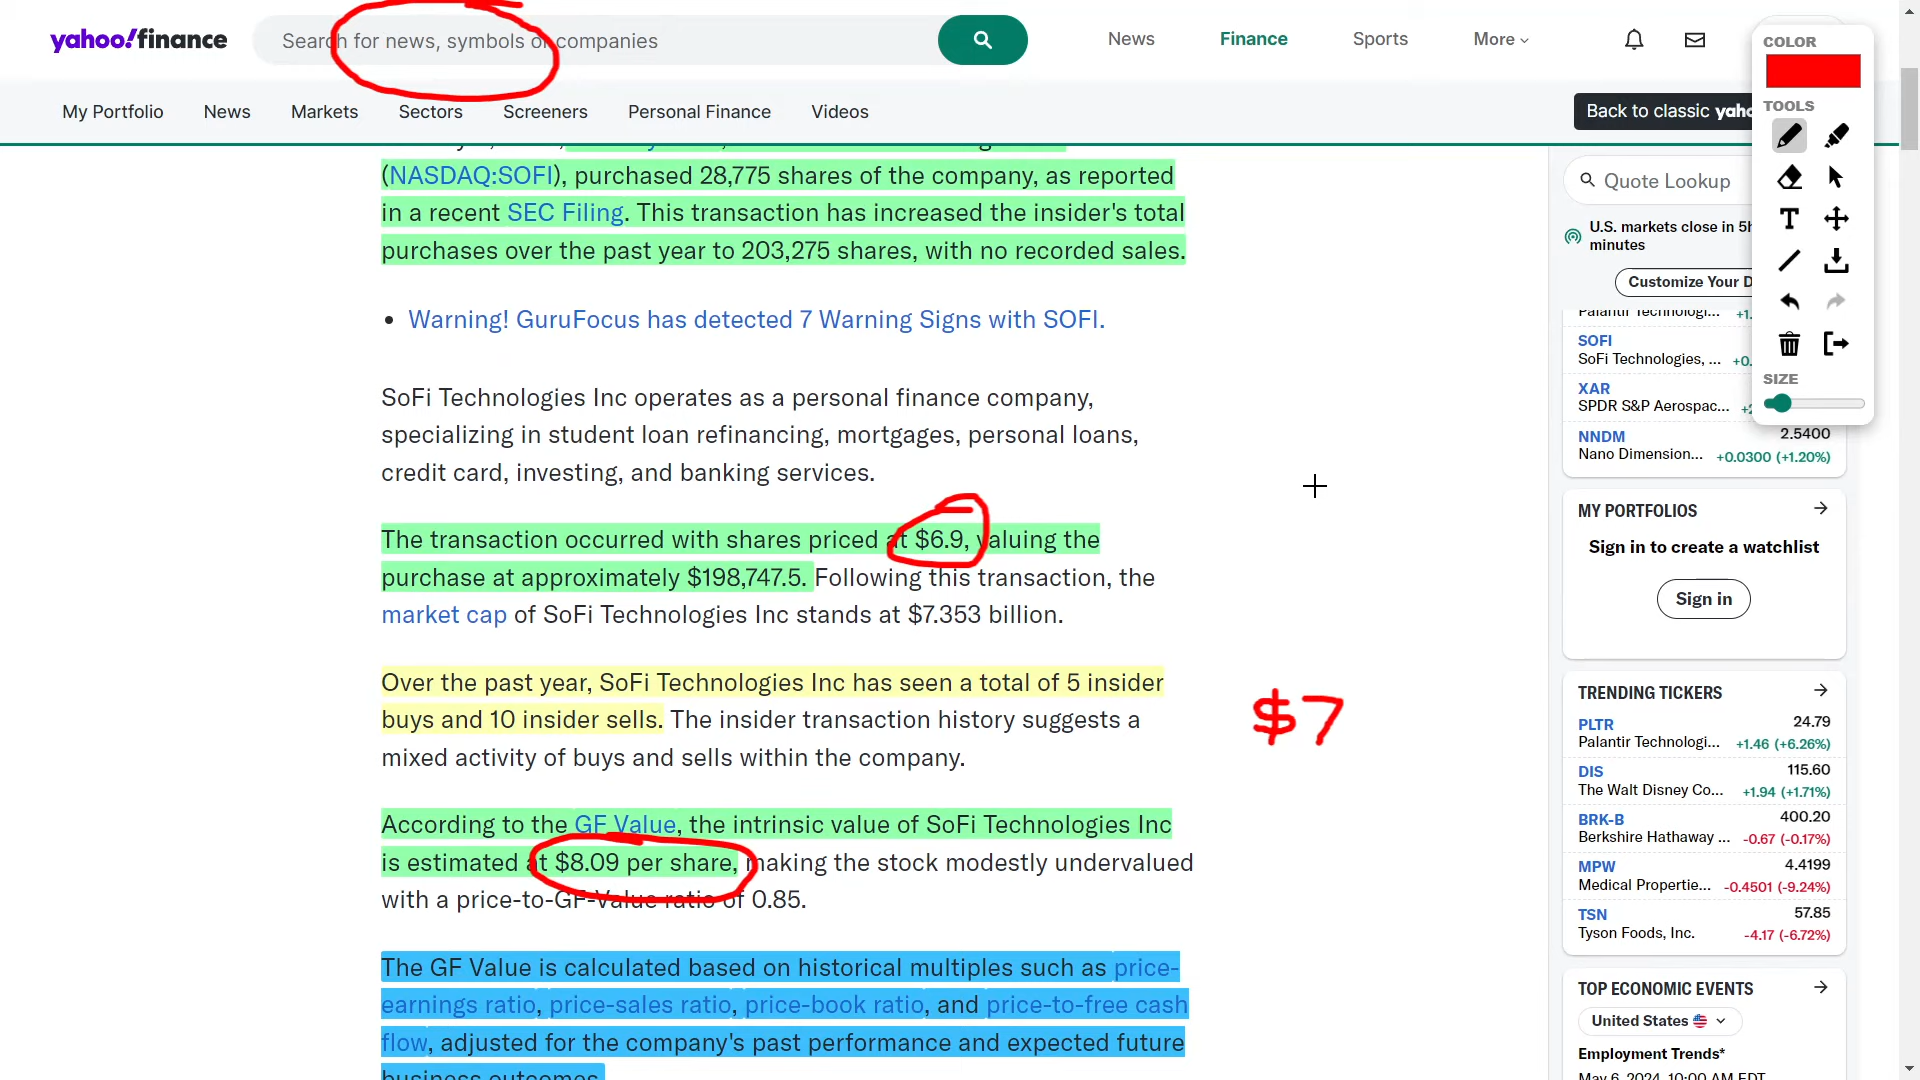 yahoo!finance
Search for news, symbols or companies
News
Finance
Sports
More
My Portfolio
News
Markets
Sectors
Screeners
Personal Finance
Videos
Back to classic yaho
(NASDAQ:SOFI), purchased 28,775 shares of the company, as reported
in a recent SEC Filing. This transaction has increased the insider's total
purchases over the past year to 203,275 shares, with no recorded sales.
• Warning! GuruFocus has detected 7 Warning Signs with SOFI.
SoFi Technologies Inc operates as a personal finance company,
specializing in student loan refinancing, mortgages, personal loans,
credit card, investing, and banking services.
The transaction occurred with shares priced at $6.9, valuing the
purchase at approximately $198,747.5. Following this transaction, the
market cap of SoFi Technologies Inc stands at $7.353 billion.
Over the past year, SoFi Technologies Inc has seen a total of 5 insider
buys and 10 insider sells. The insider transaction history suggests a
mixed activity of buys and sells within the company.
$7
According to the GF Value, the intrinsic value of SoFi Technologies Inc
is estimated at $8.09 per share, making the stock modestly undervalued
with a price-to-GF-Value ratio of 0.85.
The GF Value is calculated based on historical multiples such as price-
earnings ratio, price-sales ratio, price-book ratio, and price-to-free cash
flow, adjusted for the company's past performance and expected future
business outcomes.
COLOR
TOOLS
T
SIZE
Quote Lookup
U.S. markets close in 5h
minutes
Customize Your D
Palantir Technologi... +1.
SOFI
SoFi Technologies, ... +0.
XAR
SPDR S&P Aerospac... +2
NNDM 2.5400
Nano Dimension... +0.0300 (+1.20%)
MY PORTFOLIOS
Sign in to create a watchlist
Sign in
TRENDING TICKERS
PLTR 24.79
Palantir Technologi... +1.46 (+6.26%)
DIS 115.60
The Walt Disney Co... +1.94 (+1.71%)
BRK-B 400.20
Berkshire Hathaway ... -0.67 (-0.17%)
MPW 4.4199
Medical Propertie... -0.4501 (-9.24%)
TSN 57.85
Tyson Foods, Inc. -4.17 (-6.72%)
TOP ECONOMIC EVENTS
United States
Employment Trends*
May 6, 2024, 10:00 AM EDT